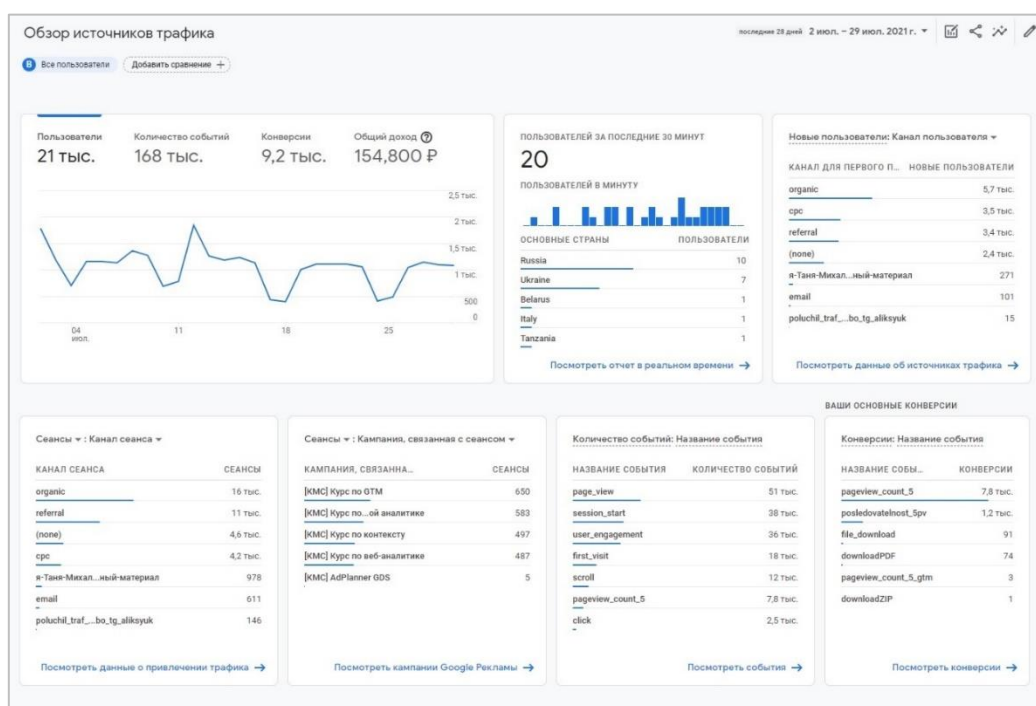 Обзор источников трафика
последние 28 дней 2 июл. – 29 июл. 2021 г.
В Все пользователи Добавить сравнение +
Пользователи Количество событий Конверсии Общий доход
21 тыс. 168 тыс. 9,2 тыс. 154,800 ₽
2,5 тыс.
2 тыс.
1,5 тыс.
1 тыс.
500
0
04 11 18 25
июл.
ПОЛЬЗОВАТЕЛЕЙ ЗА ПОСЛЕДНИЕ 30 МИНУТ
20
ПОЛЬЗОВАТЕЛЕЙ В МИНУТУ
ОСНОВНЫЕ СТРАНЫ ПОЛЬЗОВАТЕЛИ
Russia 10
Ukraine 7
Belarus 1
Italy 1
Tanzania 1
Посмотреть отчет в реальном времени →
Новые пользователи: Канал пользователя
КАНАЛ ДЛЯ ПЕРВОГО П... НОВЫЕ ПОЛЬЗОВАТЕЛИ
organic 5,7 тыс.
cpc 3,5 тыс.
referral 3,4 тыс.
(none) 2,4 тыс.
я-Таня-Михал...ный-материал 271
email 101
poluchil_traf_...bo_tg_aliksyuk 15
Посмотреть данные об источниках трафика →
Сеансы : Канал сеанса
КАНАЛ СЕАНСА СЕАНСЫ
organic 16 тыс.
referral 11 тыс.
(none) 4,6 тыс.
cpc 4,2 тыс.
я-Таня-Михал...ный-материал 978
email 611
poluchil_traf_...bo_tg_aliksyuk 146
Посмотреть данные о привлечении трафика →
Сеансы : Кампания, связанная с сеансом
КАМПАНИЯ, СВЯЗАННА... СЕАНСЫ
[КМС] Курс по GTM 650
[КМС] Курс по...ой аналитике 583
[КМС] Курс по контексту 497
[КМС] Курс по веб-аналитике 487
[КМС] AdPlanner GDS 5
Посмотреть кампании Google Рекламы →
Количество событий: Название события
НАЗВАНИЕ СОБЫТИЯ КОЛИЧЕСТВО СОБЫТИЙ
page_view 51 тыс.
session_start 38 тыс.
user_engagement 36 тыс.
first_visit 18 тыс.
scroll 12 тыс.
pageview_count_5 7,8 тыс.
click 2,5 тыс.
Посмотреть события →
ВАШИ ОСНОВНЫЕ КОНВЕРСИИ
Конверсии: Название события
НАЗВАНИЕ СОБЫ... КОНВЕРСИИ
pageview_count_5 7,8 тыс.
posledovatelnost_5pv 1,2 тыс.
file_download 91
downloadPDF 74
pageview_count_5_gtm 3
downloadZIP 1
Посмотреть конверсии →